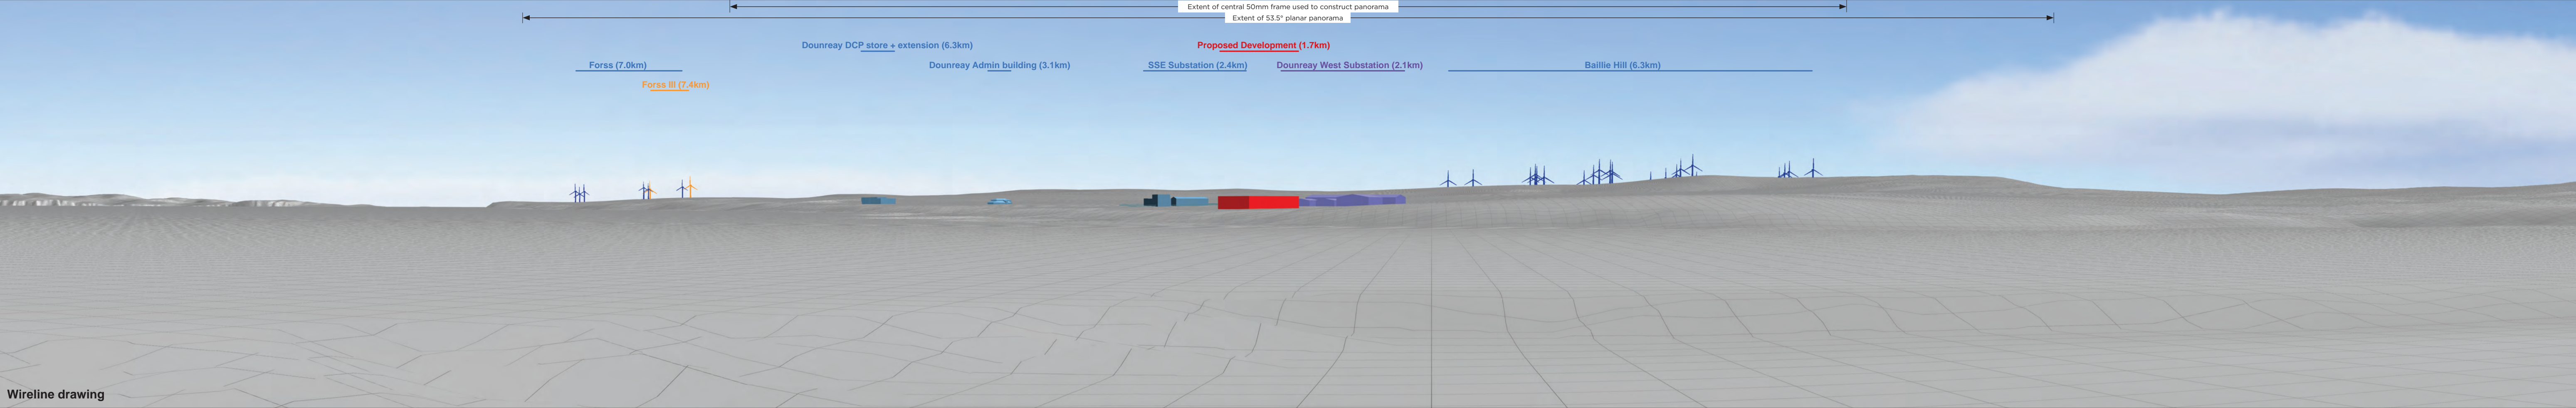 Extent of central 50mm frame used to construct panorama
Extent of 53.5° planar panorama
Dounreay DCP store + extension (6.3km)
Proposed Development (1.7km)
Forss (7.0km)
Dounreay Admin building (3.1km)
SSE Substation (2.4km)
Dounreay West Substation (2.1km)
Baillie Hill (6.3km)
Forss III (7.4km)
Wireline drawing